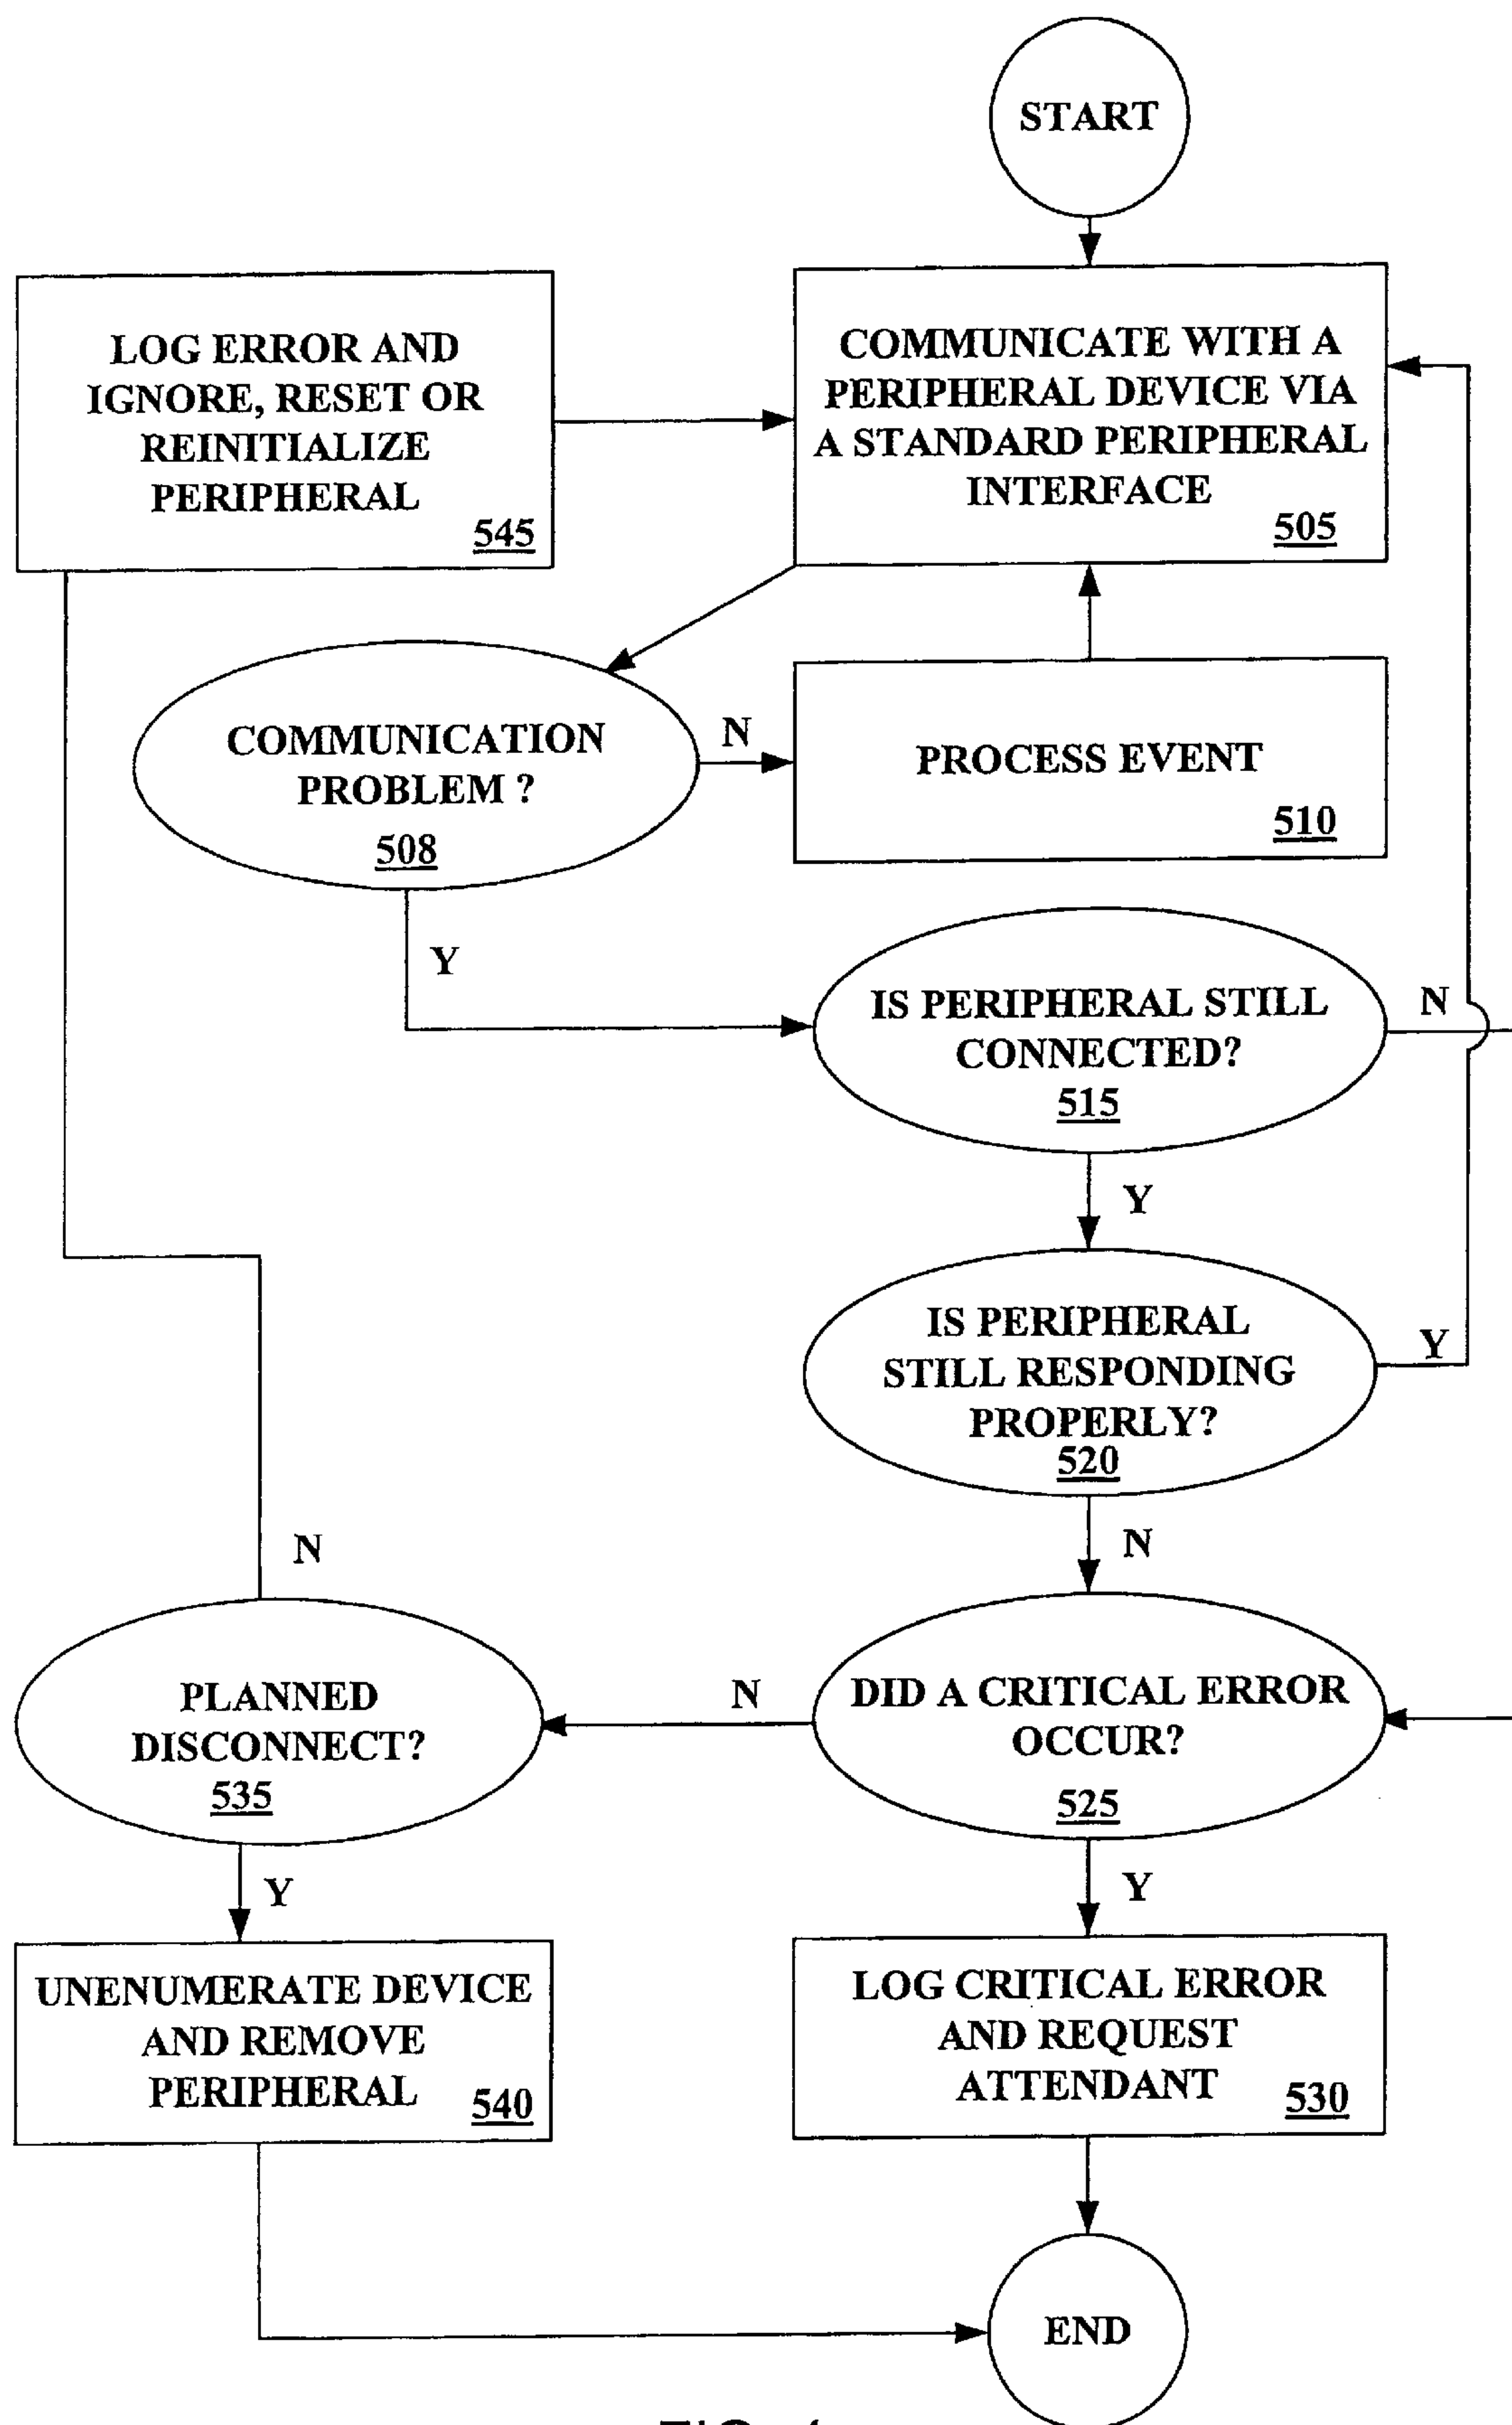 START
LOG ERROR AND
IGNORE, RESET OR
REINITIALIZE
PERIPHERAL
545
COMMUNICATE WITH A
PERIPHERAL DEVICE VIA
A STANDARD PERIPHERAL
INTERFACE
505
COMMUNICATION
PROBLEM ?
508
N
PROCESS EVENT
510
Y
IS PERIPHERAL STILL
CONNECTED?
515
N
Y
IS PERIPHERAL
STILL RESPONDING
PROPERLY?
520
Y
N
N
PLANNED
DISCONNECT?
535
N
DID A CRITICAL ERROR
OCCUR?
525
Y
Y
UNENUMERATE DEVICE
AND REMOVE
PERIPHERAL
540
LOG CRITICAL ERROR
AND REQUEST
ATTENDANT
530
END